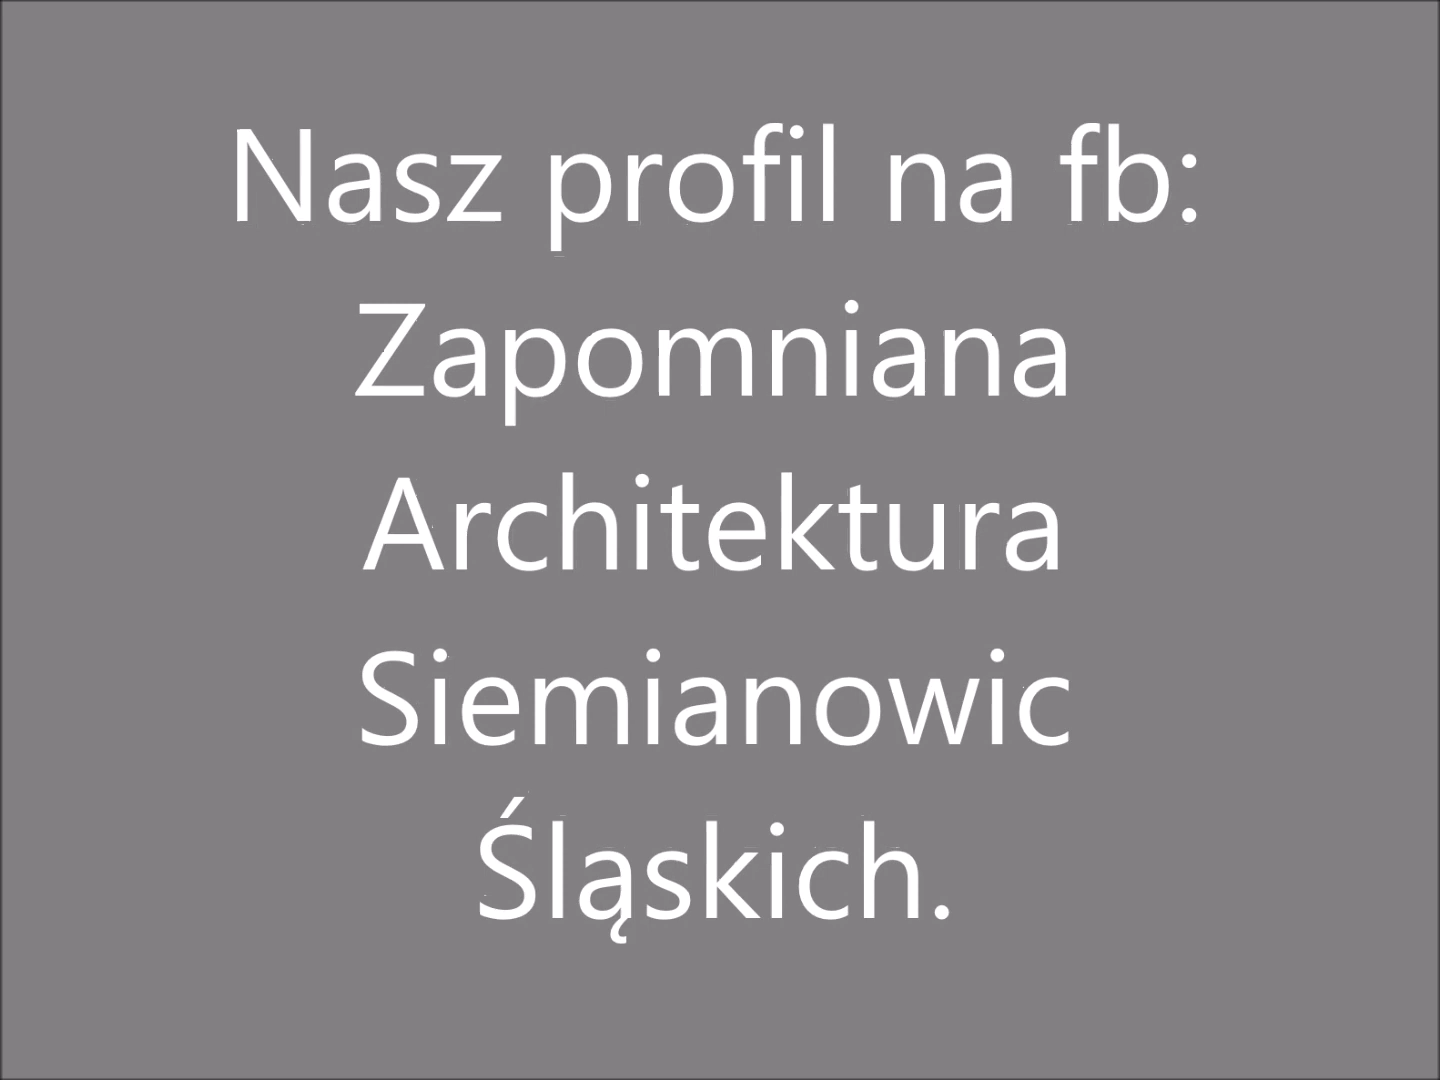 Nasz profil na fb:
Zapomniana
Architektura
Siemianowic
Śląskich.